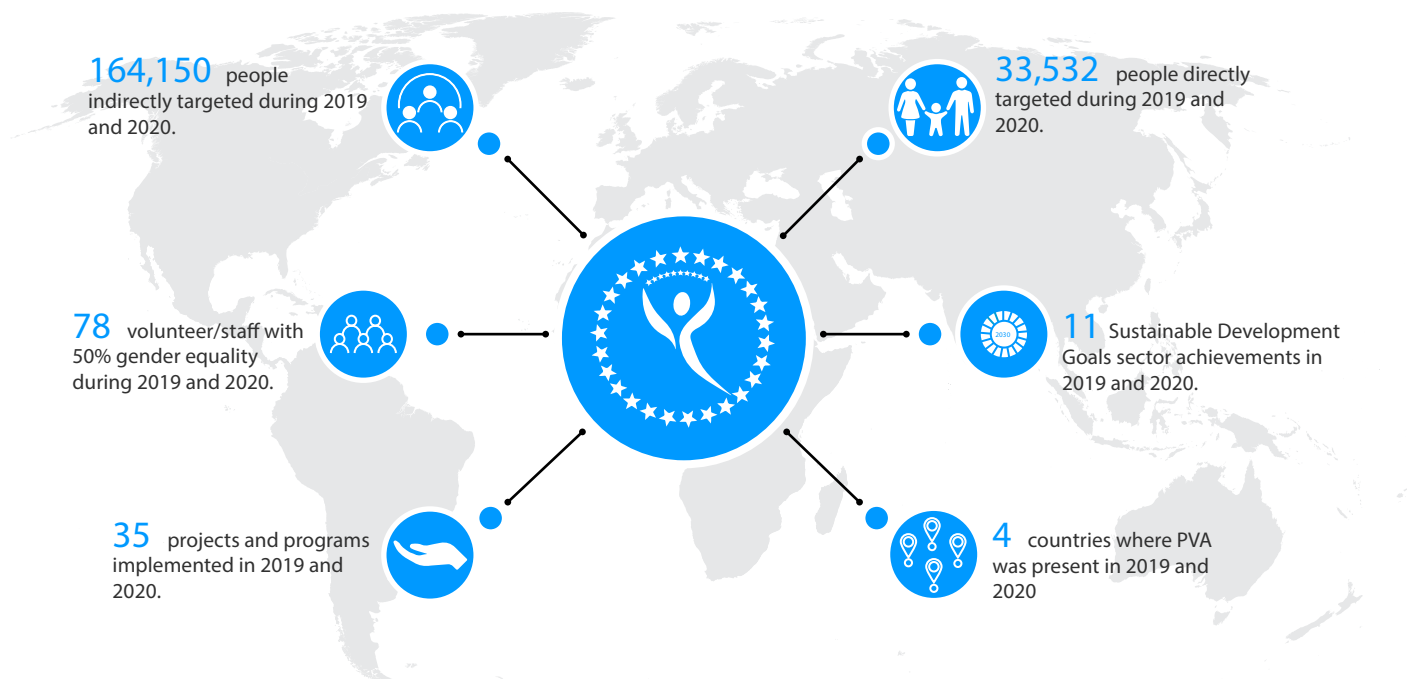 164,150 people
indirectly targeted during 2019
and 2020.
33,532 people directly
targeted during 2019 and
2020.
78 volunteer/staff with
50% gender equality
during 2019 and 2020.
2030
11 Sustainable Development
Goals sector achievements in
2019 and 2020.
35 projects and programs
implemented in 2019 and
2020.
4 countries where PVA
was present in 2019 and
2020